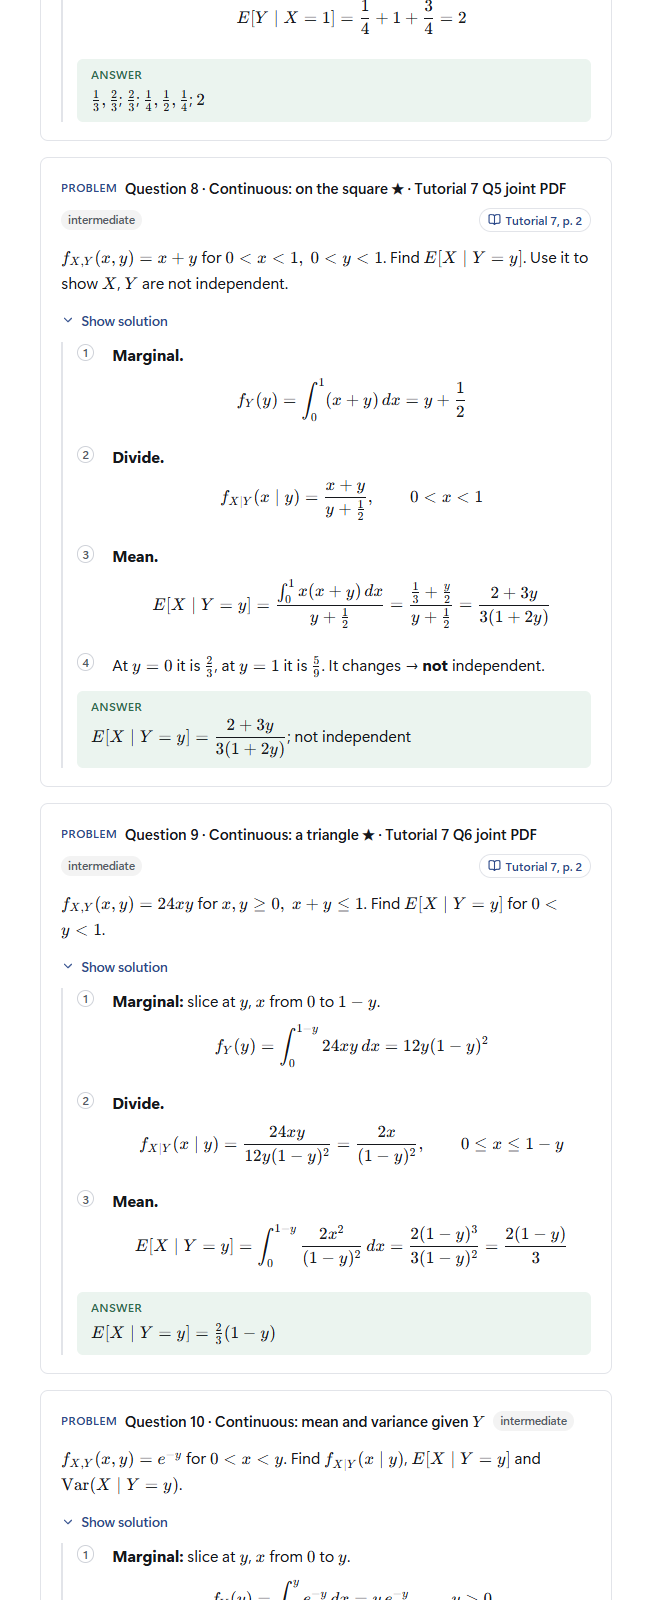 E[Y | X = 1] = 1/4 + 1 + 3/4 = 2
ANSWER
1/3, 2/3; 2/3; 1/4, 1/2, 1/4; 2
PROBLEM Question 8 · Continuous: on the square ★ · Tutorial 7 Q5 joint PDF
intermediate Tutorial 7, p. 2
f_{X,Y}(x, y) = x + y for 0 < x < 1, 0 < y < 1. Find E[X | Y = y]. Use it to
show X, Y are not independent.
Show solution
1 Marginal.
f_Y(y) = ∫_0^1 (x + y) dx = y + 1/2
2 Divide.
f_{X|Y}(x | y) = (x + y)/(y + 1/2), 0 < x < 1
3 Mean.
E[X | Y = y] = (∫_0^1 x(x + y) dx)/(y + 1/2) = (1/3 + y/2)/(y + 1/2) = (2 + 3y)/(3(1 + 2y))
4 At y = 0 it is 2/3, at y = 1 it is 5/9. It changes → not independent.
ANSWER
E[X | Y = y] = (2 + 3y)/(3(1 + 2y)); not independent
PROBLEM Question 9 · Continuous: a triangle ★ · Tutorial 7 Q6 joint PDF
intermediate Tutorial 7, p. 2
f_{X,Y}(x, y) = 24xy for x, y ≥ 0, x + y ≤ 1. Find E[X | Y = y] for 0 <
y < 1.
Show solution
1 Marginal: slice at y, x from 0 to 1 − y.
f_Y(y) = ∫_0^{1−y} 24xy dx = 12y(1 − y)^2
2 Divide.
f_{X|Y}(x | y) = 24xy/(12y(1 − y)^2) = 2x/(1 − y)^2, 0 ≤ x ≤ 1 − y
3 Mean.
E[X | Y = y] = ∫_0^{1−y} 2x^2/(1 − y)^2 dx = 2(1 − y)^3/(3(1 − y)^2) = 2(1 − y)/3
ANSWER
E[X | Y = y] = 2/3(1 − y)
PROBLEM Question 10 · Continuous: mean and variance given Y intermediate
f_{X,Y}(x, y) = e^{−y} for 0 < x < y. Find f_{X|Y}(x | y), E[X | Y = y] and
Var(X | Y = y).
Show solution
1 Marginal: slice at y, x from 0 to y.
f_Y(y) = ∫^y e^{−y} dx = y e^{−y} y > 0